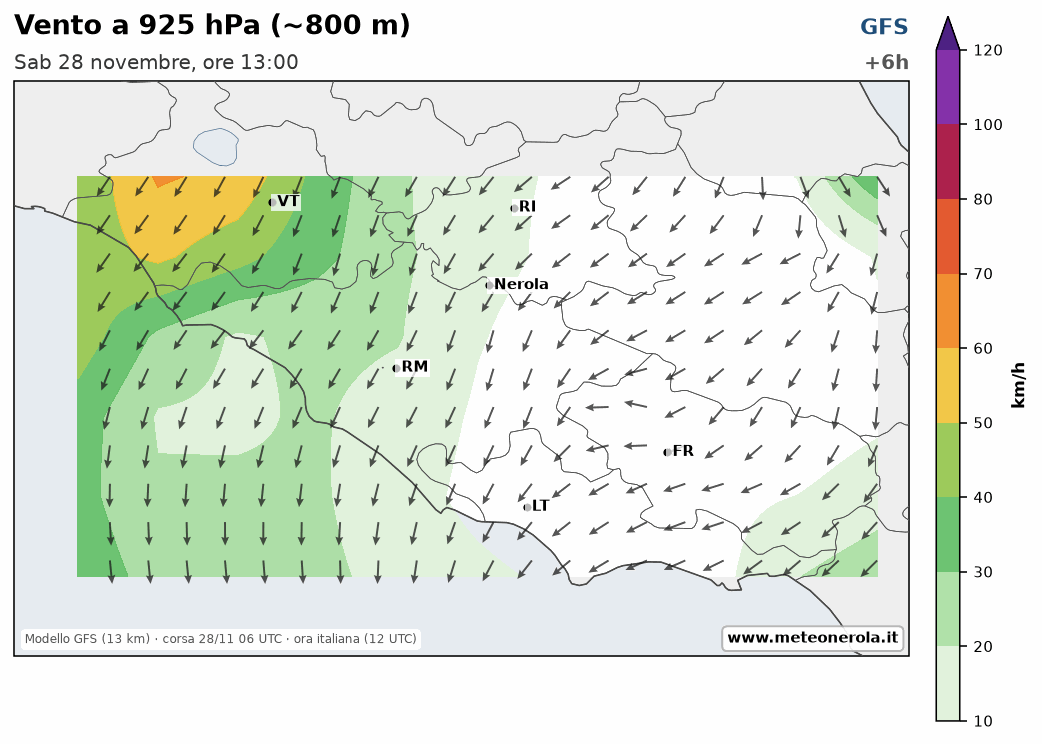 Vento a 925 hPa (~800 m)
GFS
Sab 28 novembre, ore 13:00
+6h
120
100
80
70
60
50
40
30
20
10
km/h
VT
RI
Nerola
RM
FR
LT
Modello GFS (13 km) · corsa 28/11 06 UTC · ora italiana (12 UTC)
www.meteonerola.it